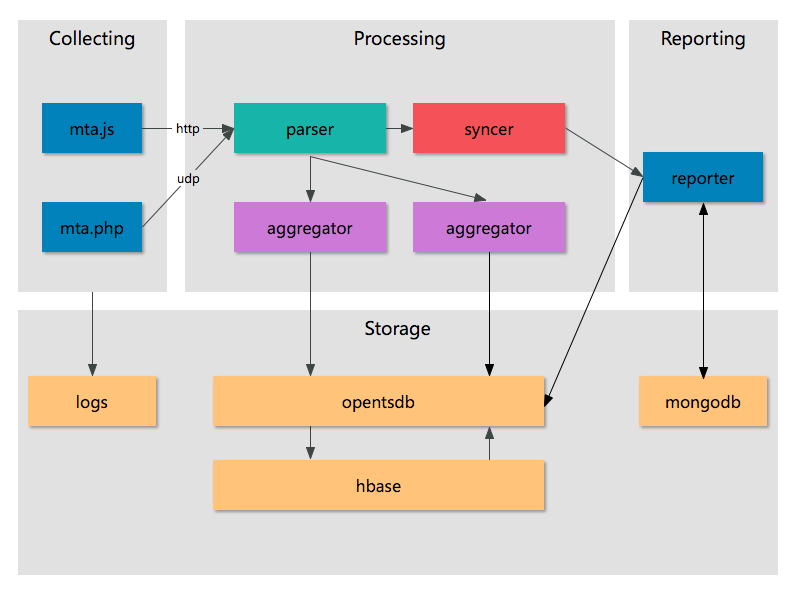 Collecting
Processing
Reporting
mta.js
http
parser
syncer
udp
reporter
mta.php
aggregator
aggregator
Storage
logs
opentsdb
mongodb
hbase